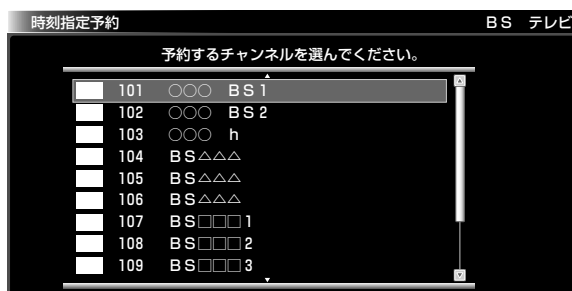 時刻指定予約
BS テレビ
予約するチャンネルを選んでください。
101 ○○○ BS1
102 ○○○ BS2
103 ○○○ h
104 BS△△△
105 BS△△△
106 BS△△△
107 BS□□□1
108 BS□□□2
109 BS□□□3